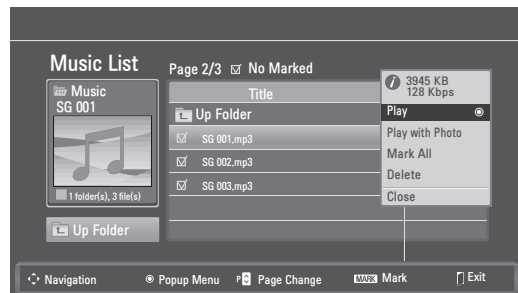 Music List
Page 2/3 No Marked
Music
SG 001
1 folder(s), 3 file(s)
Up Folder
Title
Up Folder
SG 001.mp3
SG 002.mp3
SG 003.mp3
3945 KB
128 Kbps
Play
Play with Photo
Mark All
Delete
Close
Navigation
Popup Menu
P Page Change
MARK Mark
Exit